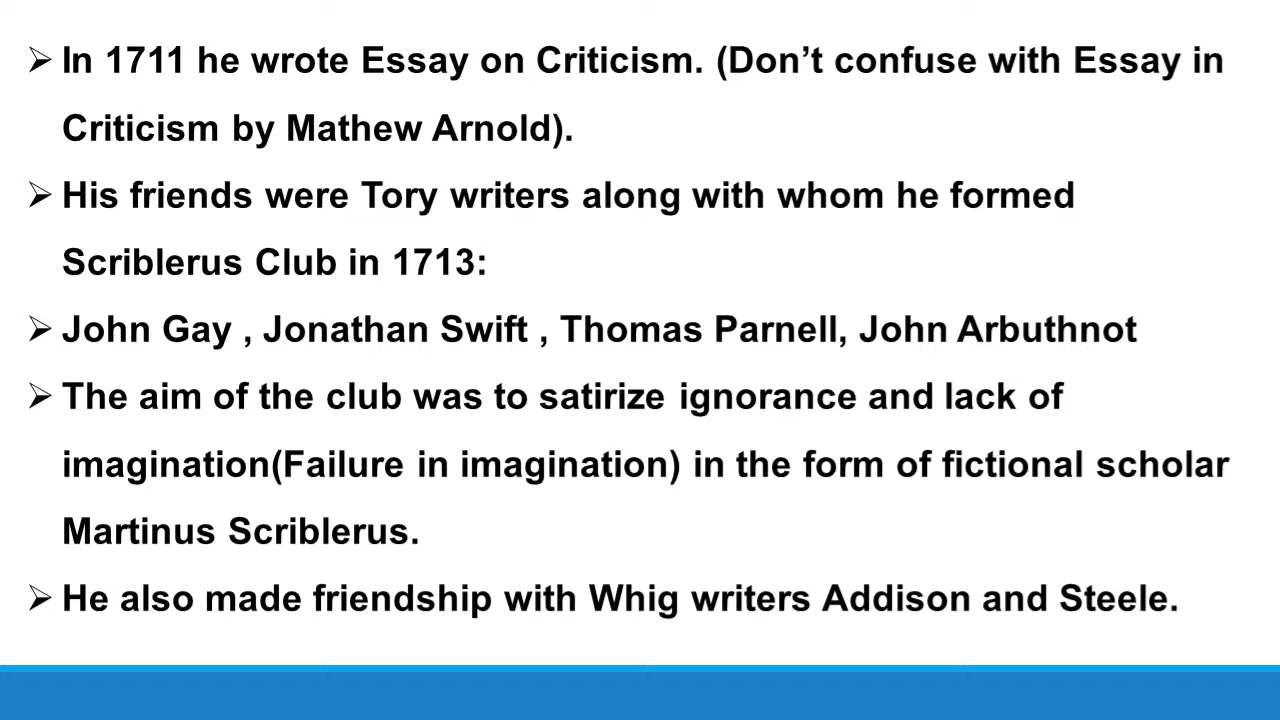 ➢ In 1711 he wrote Essay on Criticism. (Don’t confuse with Essay in
Criticism by Mathew Arnold).
➢ His friends were Tory writers along with whom he formed
Scriblerus Club in 1713:
➢ John Gay , Jonathan Swift , Thomas Parnell, John Arbuthnot
➢ The aim of the club was to satirize ignorance and lack of
imagination(Failure in imagination) in the form of fictional scholar
Martinus Scriblerus.
➢ He also made friendship with Whig writers Addison and Steele.